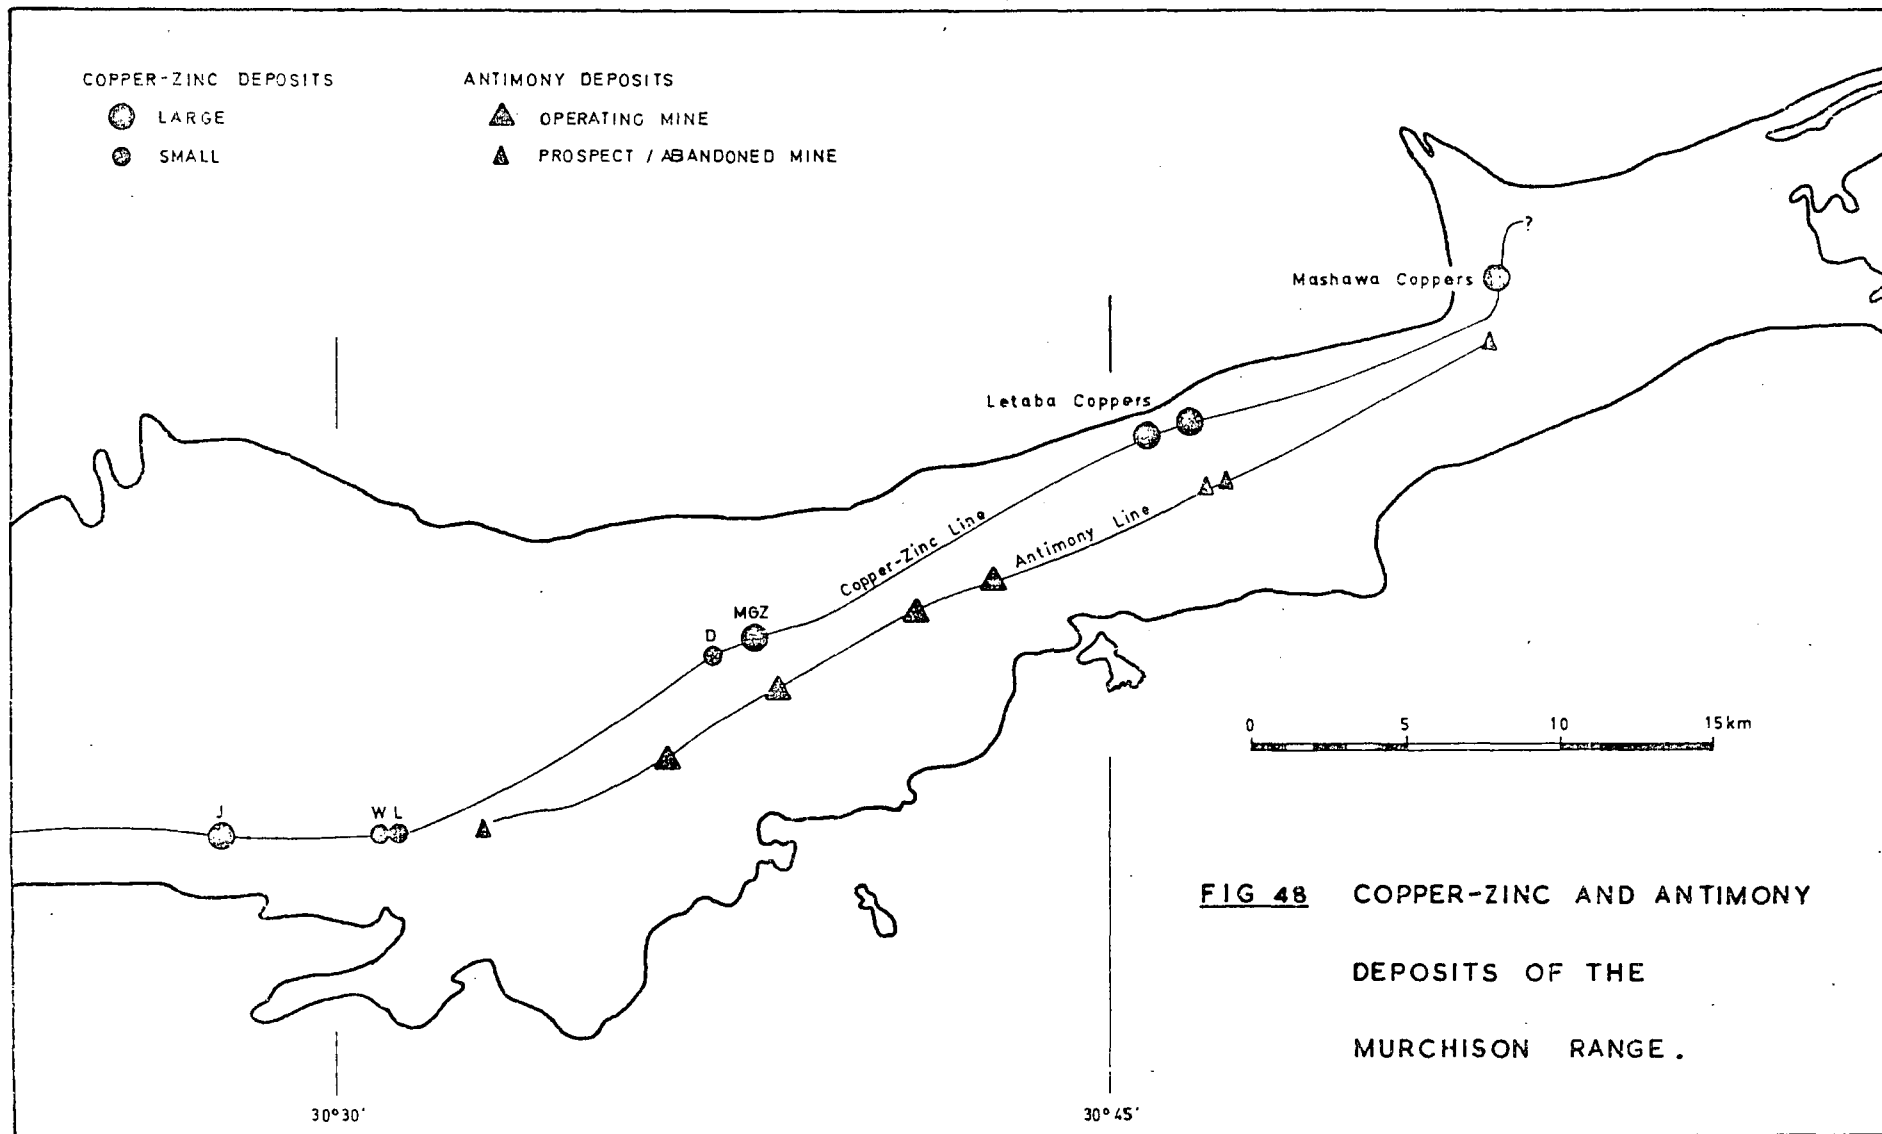 COPPER-ZINC DEPOSITS
LARGE
SMALL
ANTIMONY DEPOSITS
OPERATING MINE
PROSPECT / ABANDONED MINE
?
Mashawa Coppers
Letaba Coppers
Copper-Zinc Line
Antimony Line
MGZ
D
J
W L
0 5 10 15km
FIG 48 COPPER-ZINC AND ANTIMONY
DEPOSITS OF THE
MURCHISON RANGE.
30°30' 30°45'